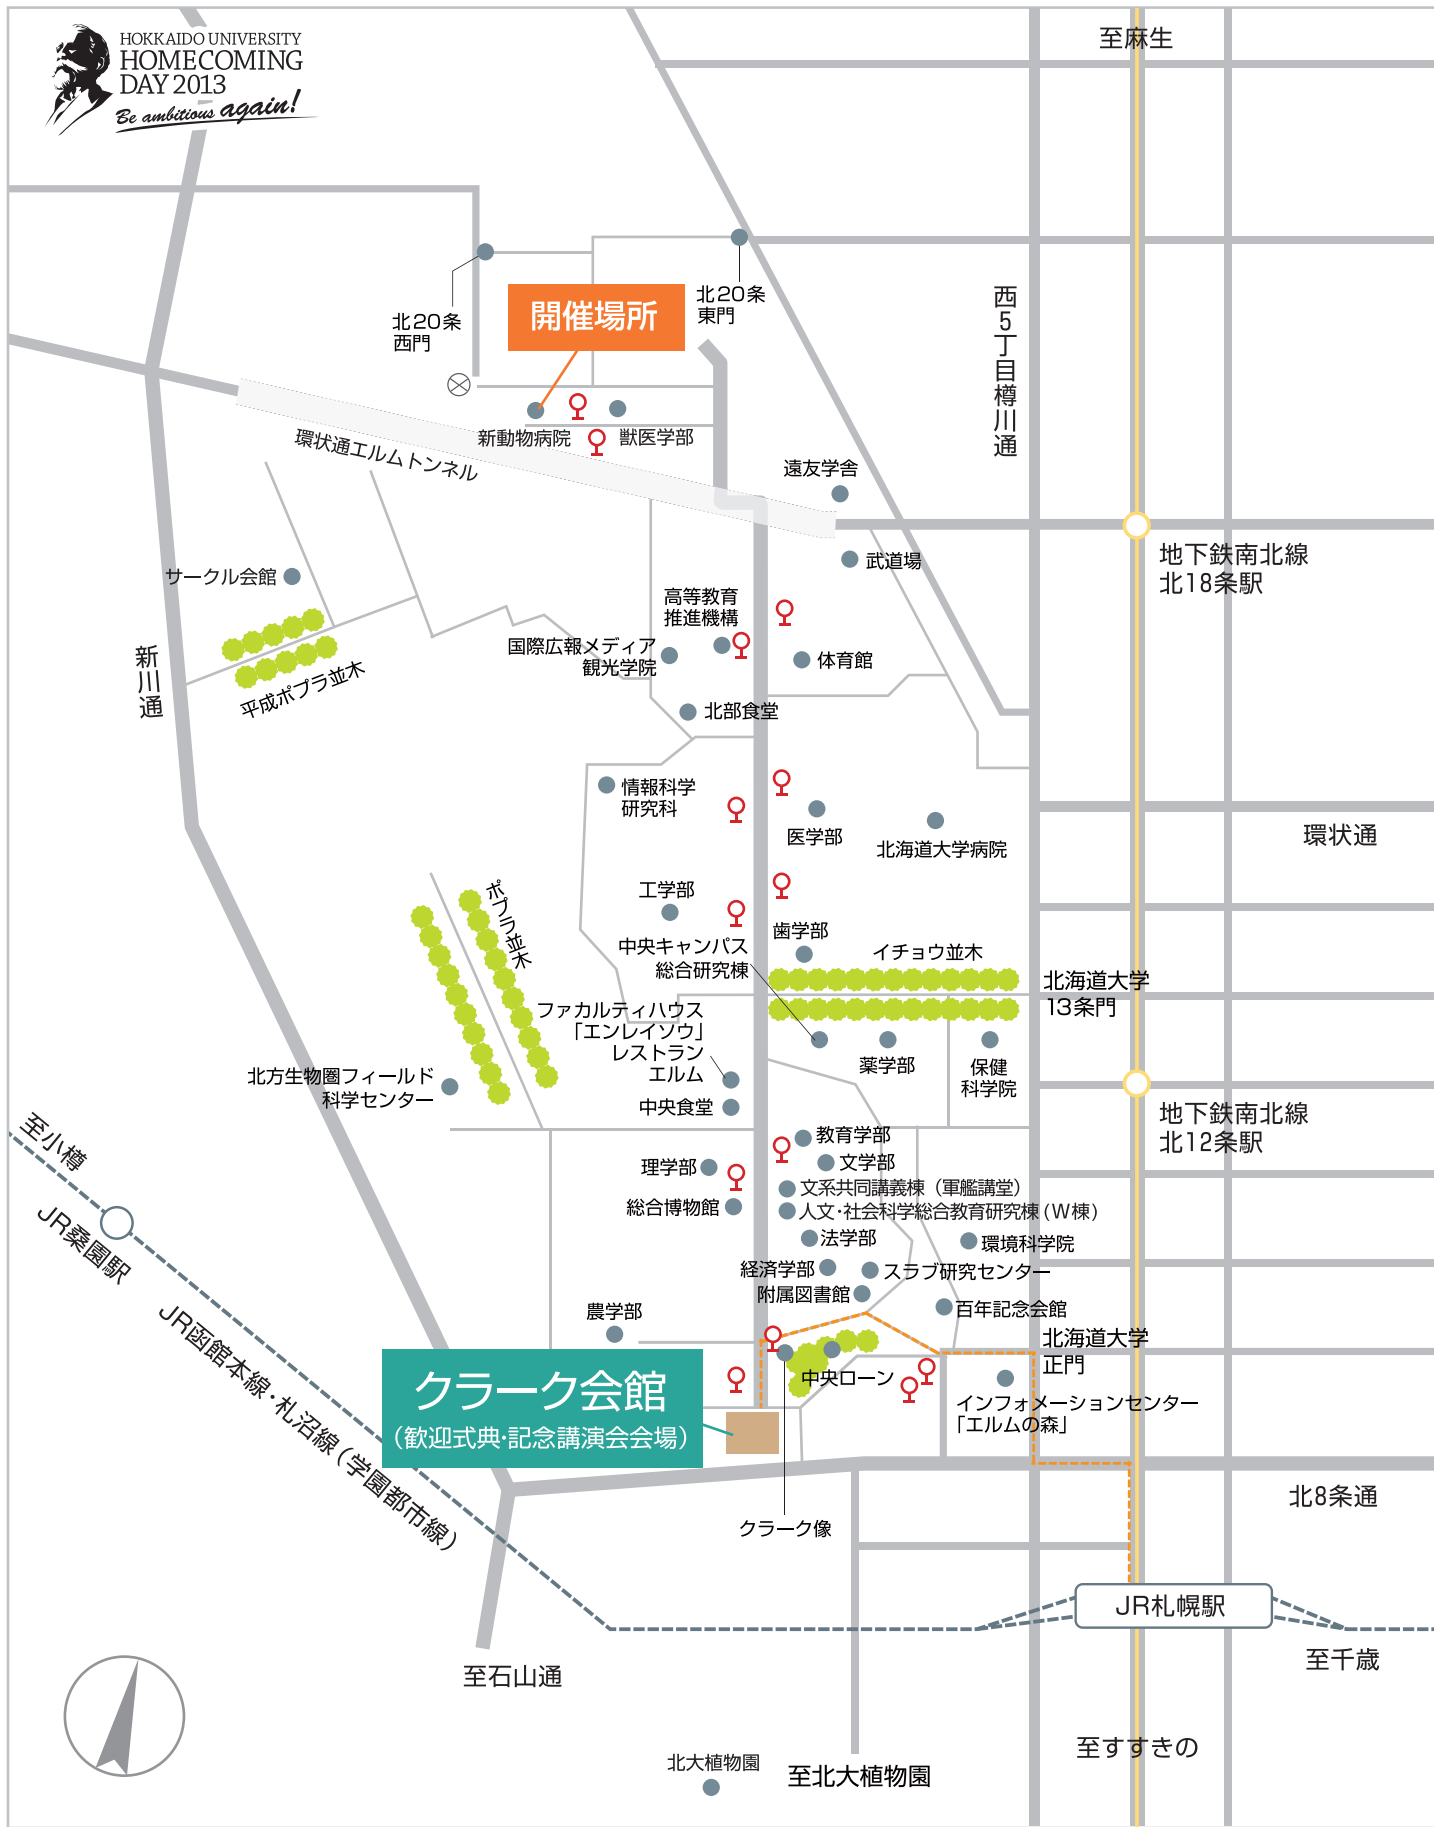 HOKKAIDO UNIVERSITY
HOMECOMING
DAY 2013
Be ambitious again!
至麻生
北20条
西門
開催場所
北20条
東門
西5丁目樽川通
新動物病院
獣医学部
環状通エルムトンネル
遠友学舎
地下鉄南北線
北18条駅
武道場
サークル会館
高等教育
推進機構
国際広報メディア
観光学院
体育館
新川通
平成ポプラ並木
北部食堂
情報科学
研究科
医学部
北海道大学病院
環状通
工学部
ポプラ並木
歯学部
中央キャンパス
総合研究棟
イチョウ並木
北海道大学
13条門
ファカルティハウス
「エンレイソウ」
レストラン
エルム
薬学部
保健
科学院
北方生物圏フィールド
科学センター
中央食堂
地下鉄南北線
北12条駅
至小樽
JR桑園駅
教育学部
文学部
理学部
文系共同講義棟（軍艦講堂）
総合博物館
人文・社会科学総合教育研究棟（W棟）
法学部
環境科学院
経済学部
スラブ研究センター
附属図書館
百年記念会館
農学部
北海道大学
正門
JR函館本線・札沼線（学園都市線）
クラーク会館
（歓迎式典・記念講演会会場）
中央ローン
インフォメーションセンター
「エルムの森」
北8条通
クラーク像
JR札幌駅
至千歳
至石山通
至すすきの
北大植物園
至北大植物園